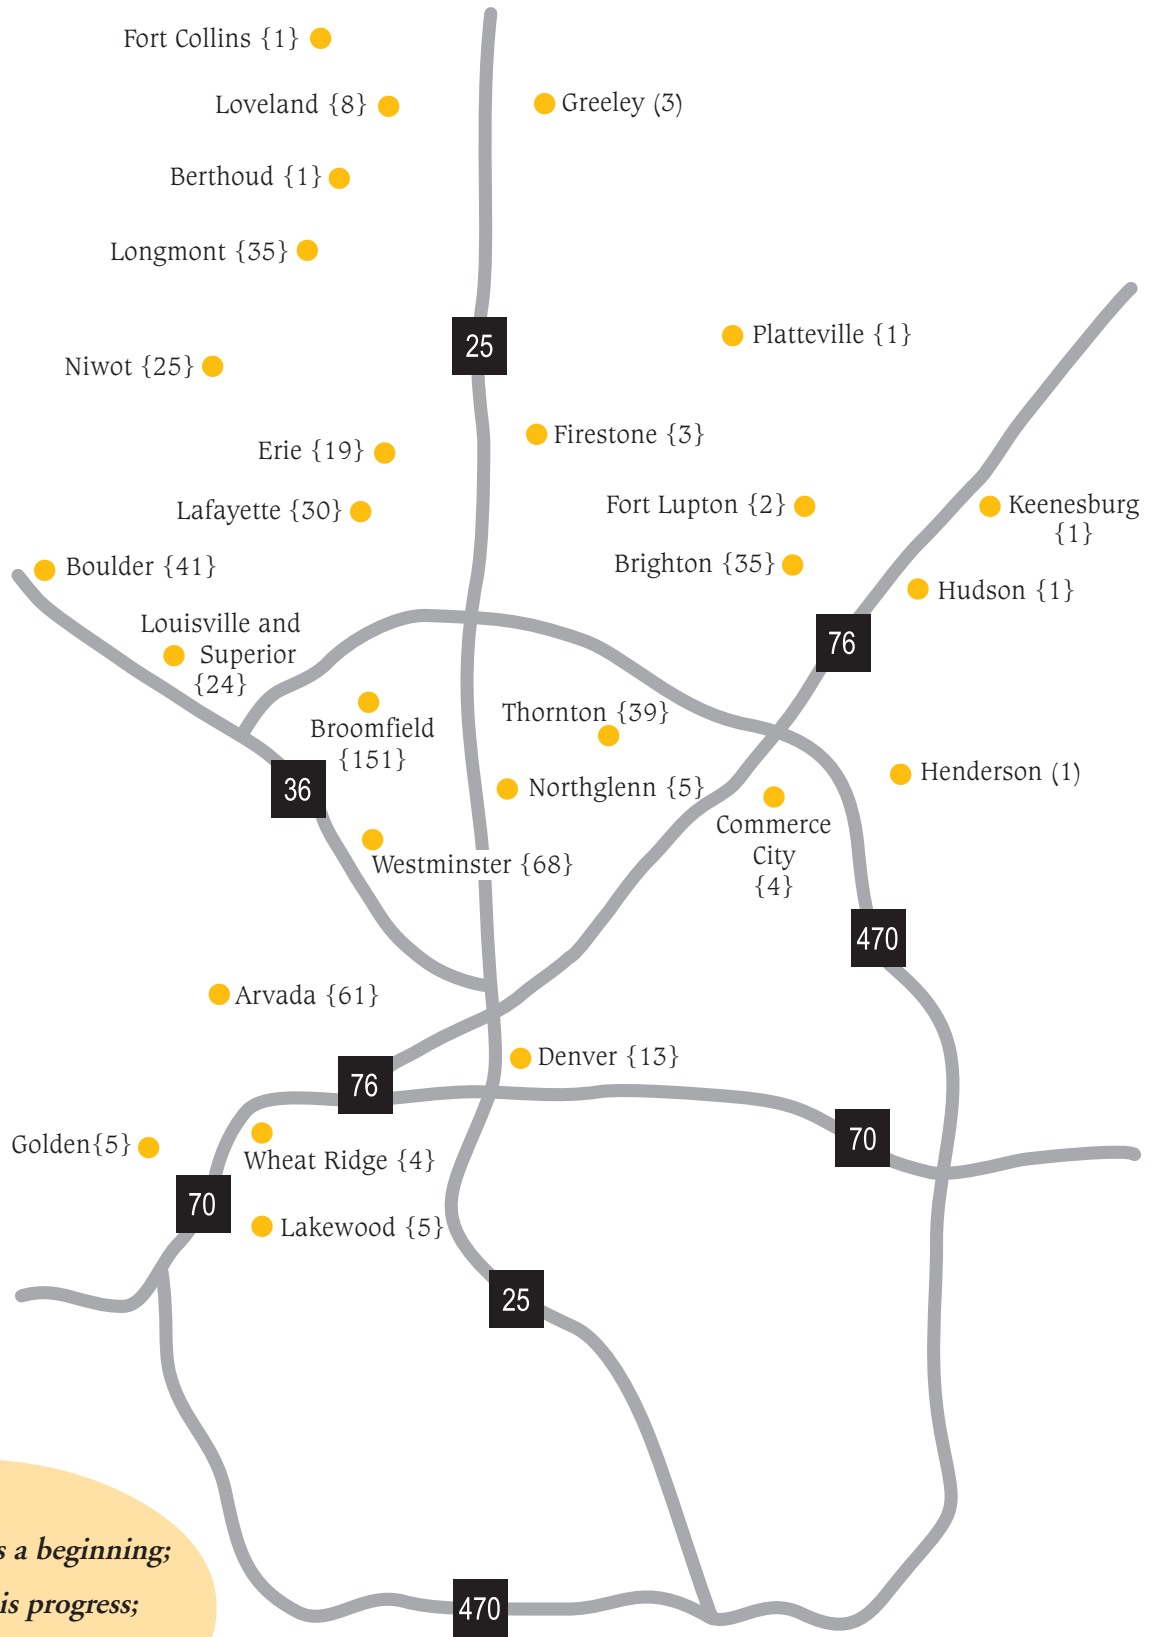 Fort Collins {1}
Loveland {8}
Greeley (3)
Berthoud {1}
Longmont {35}
25
Platteville {1}
Niwot {25}
Firestone {3}
Erie {19}
Fort Lupton {2}
Keenesburg
{1}
Lafayette {30}
Boulder {41}
Brighton {35}
Hudson {1}
Louisville and
Superior
{24}
76
Broomfield
{151}
Thornton {39}
36
Northglenn {5}
Henderson (1)
Commerce
City
{4}
Westminster {68}
470
Arvada {61}
Denver {13}
76
70
Golden{5}
Wheat Ridge {4}
70
Lakewood {5}
25
s a beginning;
is progress;
470